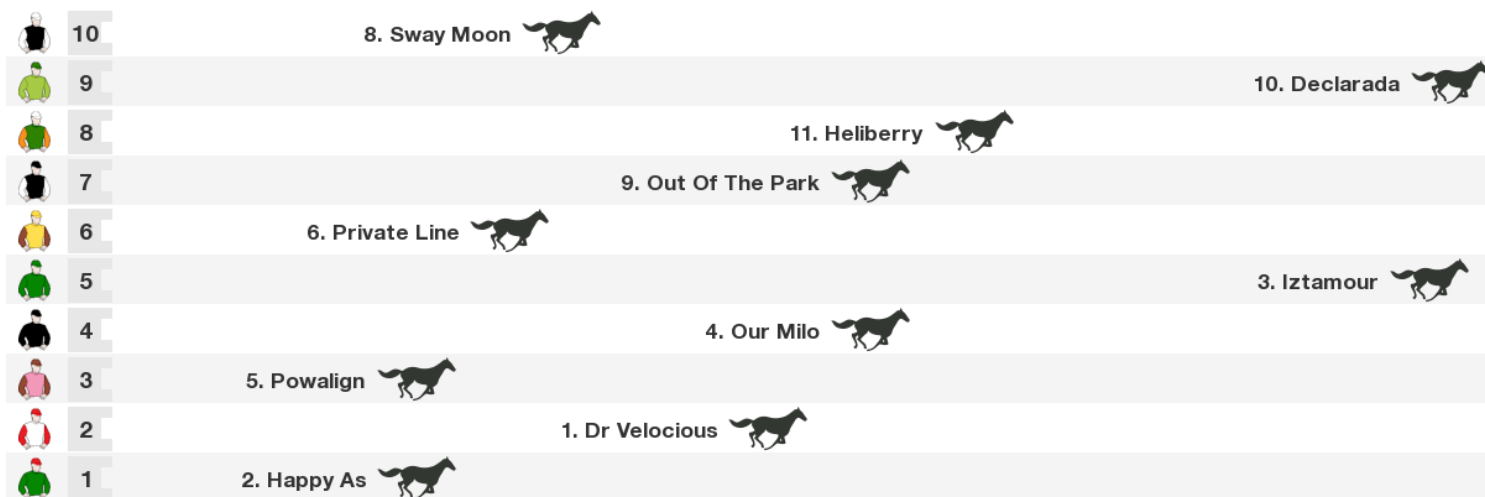 10 8. Sway Moon
9 10. Declarada
8 11. Heliberry
7 9. Out Of The Park
6 6. Private Line
5 3. Iztamour
4 4. Our Milo
3 5. Powalign
2 1. Dr Velocious
1 2. Happy As